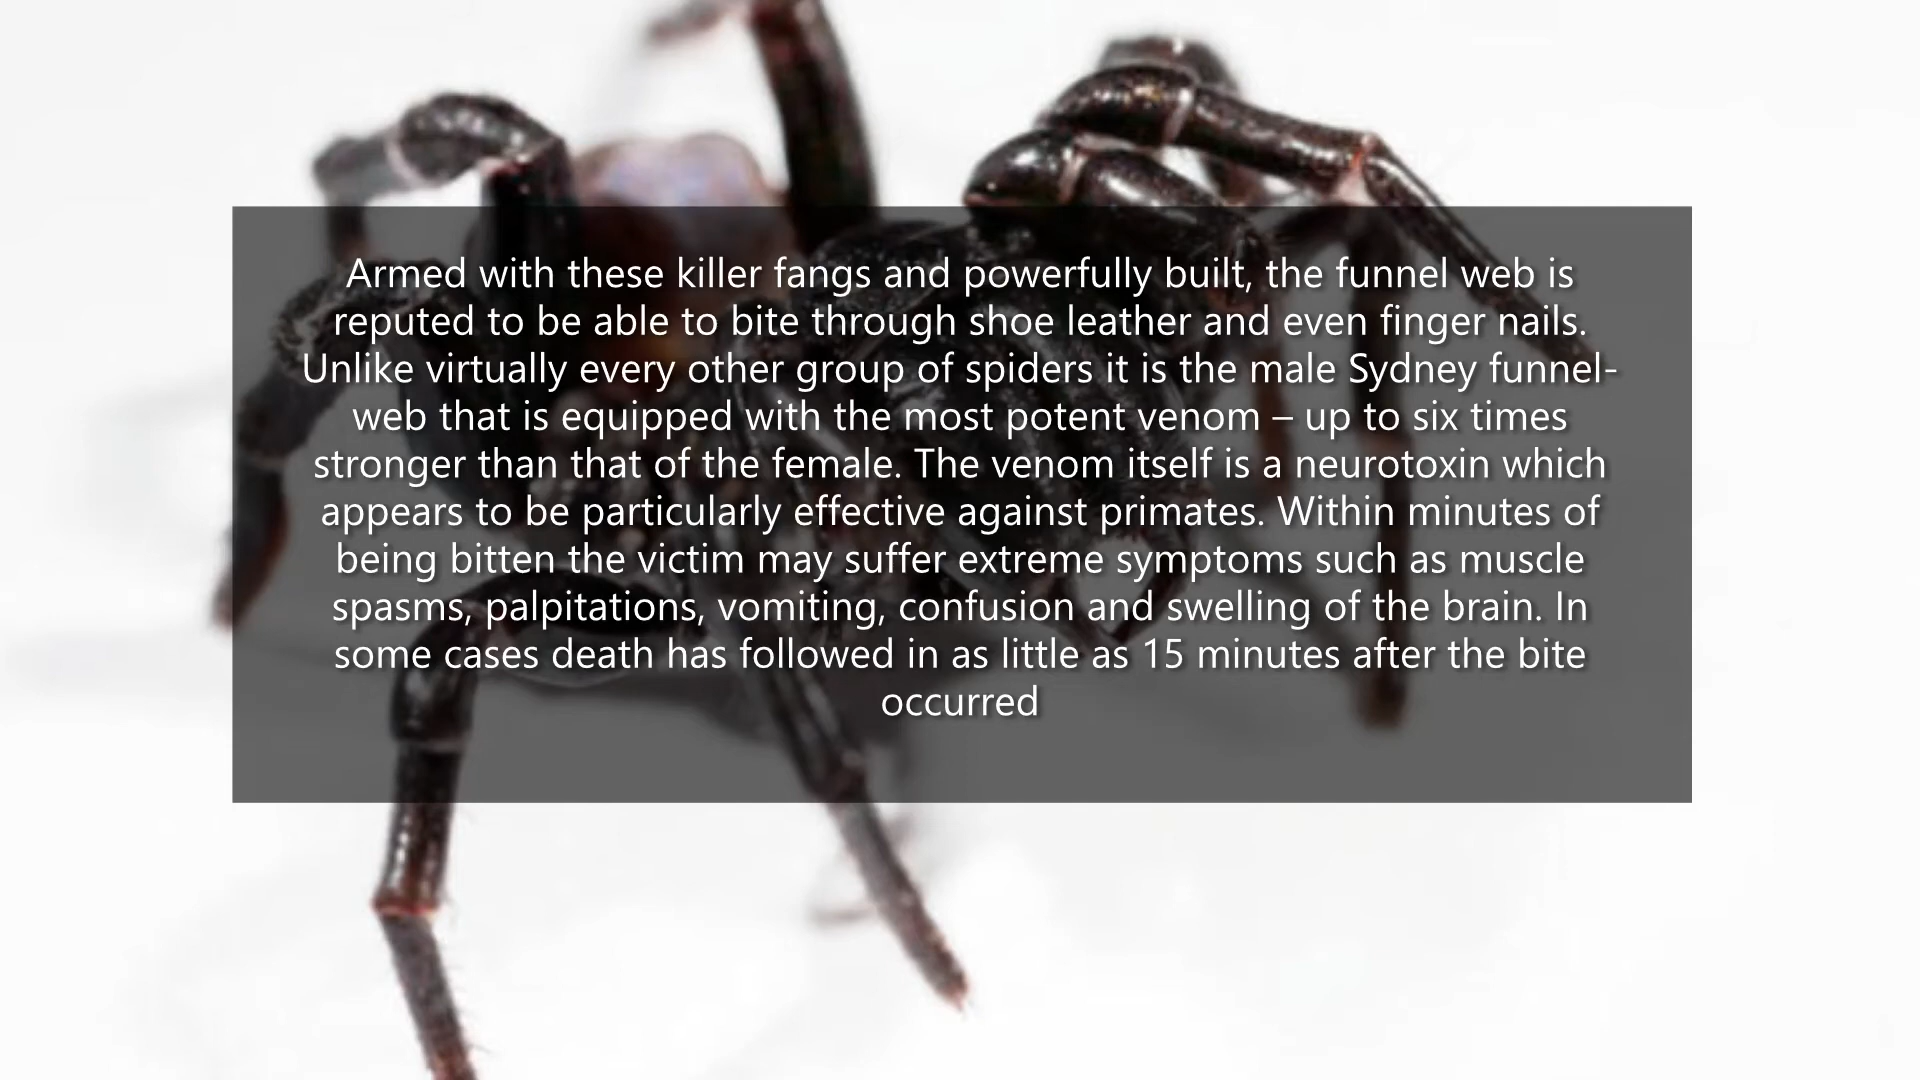 Armed with these killer fangs and powerfully built, the funnel web is
reputed to be able to bite through shoe leather and even finger nails.
Unlike virtually every other group of spiders it is the male Sydney funnel-
web that is equipped with the most potent venom – up to six times
stronger than that of the female. The venom itself is a neurotoxin which
appears to be particularly effective against primates. Within minutes of
being bitten the victim may suffer extreme symptoms such as muscle
spasms, palpitations, vomiting, confusion and swelling of the brain. In
some cases death has followed in as little as 15 minutes after the bite
occurred